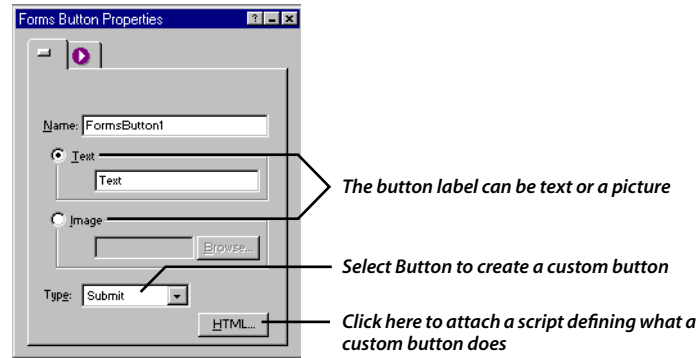 Forms Button Properties
Name: FormsButton1
Text
Text
The button label can be text or a picture
Image
Browse...
Select Button to create a custom button
Type: Submit
HTML...
Click here to attach a script defining what a
custom button does